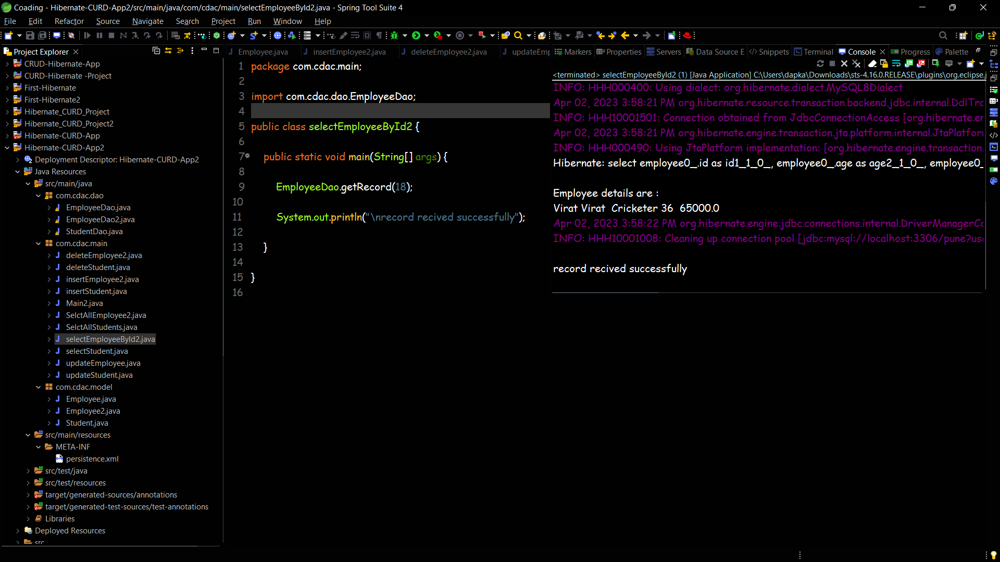 Coading - Hibernate-CURD-App2/src/main/java/com/cdac/main/selectEmployeeById2.java - Spring Tool Suite 4
File Edit Refactor Source Navigate Search Project Run Window Help
Project Explorer
CRUD-Hibernate-App
CURD-Hibernate -Project
First-Hibernate
First-Hibernate2
Hibernate_CURD_Project
Hibernate_CURD_Project2
Hibernate-CURD-App
Hibernate-CURD-App2
Deployment Descriptor: Hibernate-CURD-App2
Java Resources
src/main/java
com.cdac.dao
EmployeeDao.java
EmployeeDao2.java
StudentDao.java
com.cdac.main
deleteEmployee2.java
deleteStudent.java
insertEmployee2.java
insertStudent.java
Main2.java
SelctAllEmployee2.java
SelctAllStudents.java
selectEmployeeById2.java
selectStudent.java
updateEmployee.java
updateStudent.java
com.cdac.model
Employee.java
Employee2.java
Student.java
src/main/resources
META-INF
persistence.xml
src/test/java
src/test/resources
target/generated-sources/annotations
target/generated-test-sources/test-annotations
Libraries
Deployed Resources
src
Employee.java insertEmployee2.java deleteEmployee2.java updateEmp
1 package com.cdac.main;
2
3 import com.cdac.dao.EmployeeDao;
4
5 public class selectEmployeeById2 {
6
7 public static void main(String[] args) {
8
9 EmployeeDao.getRecord(18);
10
11 System.out.println("\nrecord recived successfully");
12
13 }
14
15 }
16
Markers Properties Servers Data Source E Snippets Terminal Console Progress Palette
<terminated> selectEmployeeById2 (1) [Java Application] C:\Users\dapka\Downloads\sts-4.16.0.RELEASE\plugins\org.eclipse.j
INFO: HHH000400: Using dialect: org.hibernate.dialect.MySQL8Dialect
Apr 02, 2023 3:58:21 PM org.hibernate.resource.transaction.backend.jdbc.internal.DdlTra
INFO: HHH10001501: Connection obtained from JdbcConnectionAccess [org.hibernate.er
Apr 02, 2023 3:58:21 PM org.hibernate.engine.transaction.jta.platform.internal.JtaPlatforr
INFO: HHH000490: Using JtaPlatform implementation: [org.hibernate.engine.transaction.
Hibernate: select employee0_.id as id1_1_0_, employee0_.age as age2_1_0_, employee0_
Employee details are :
Virat Virat Cricketer 36 65000.0
Apr 02, 2023 3:58:22 PM org.hibernate.engine.jdbc.connections.internal.DriverManagerCo
INFO: HHH10001008: Cleaning up connection pool [jdbc:mysql://localhost:3306/pune?use
record recived successfully